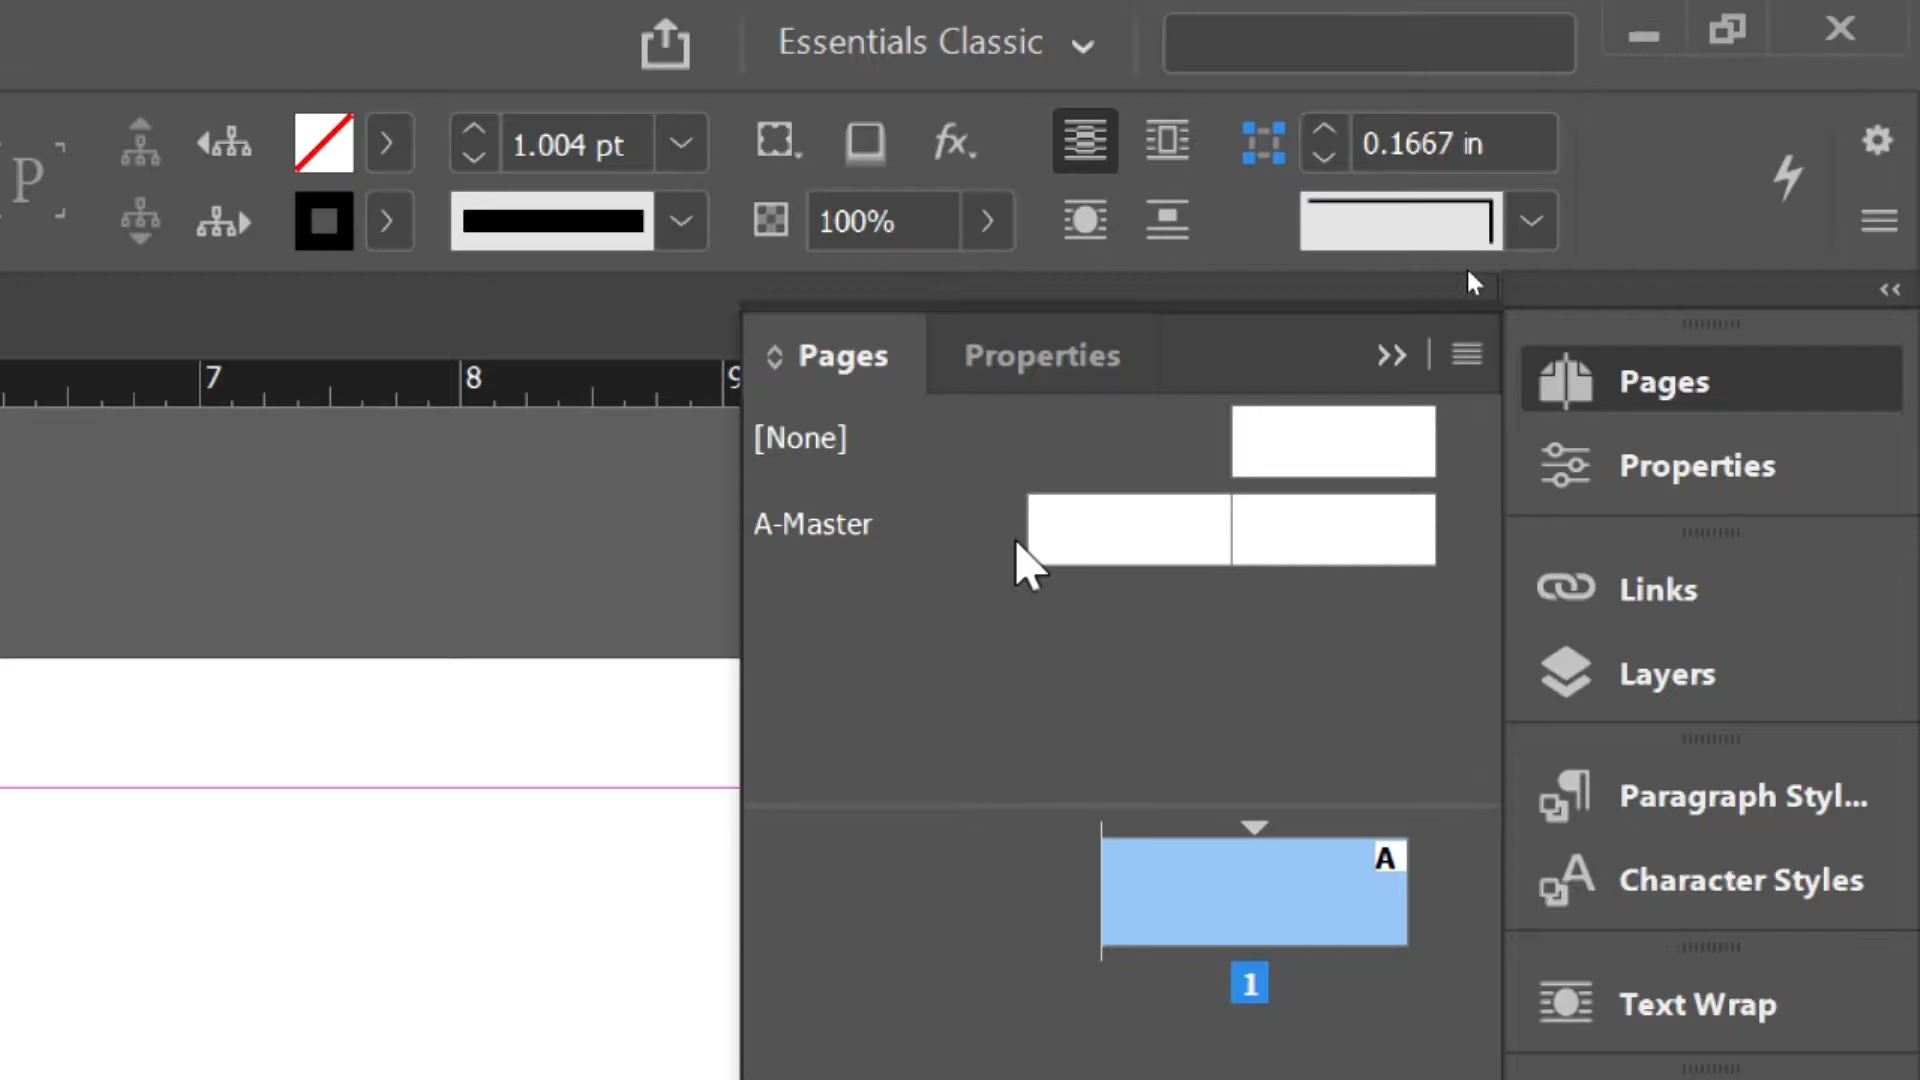 Essentials Classic
P
1.004 pt
fx.
0.1667 in
100%
7
8
9
Pages
Properties
[None]
A-Master
A
1
Pages
Properties
Links
Layers
Paragraph Styl...
Character Styles
Text Wrap